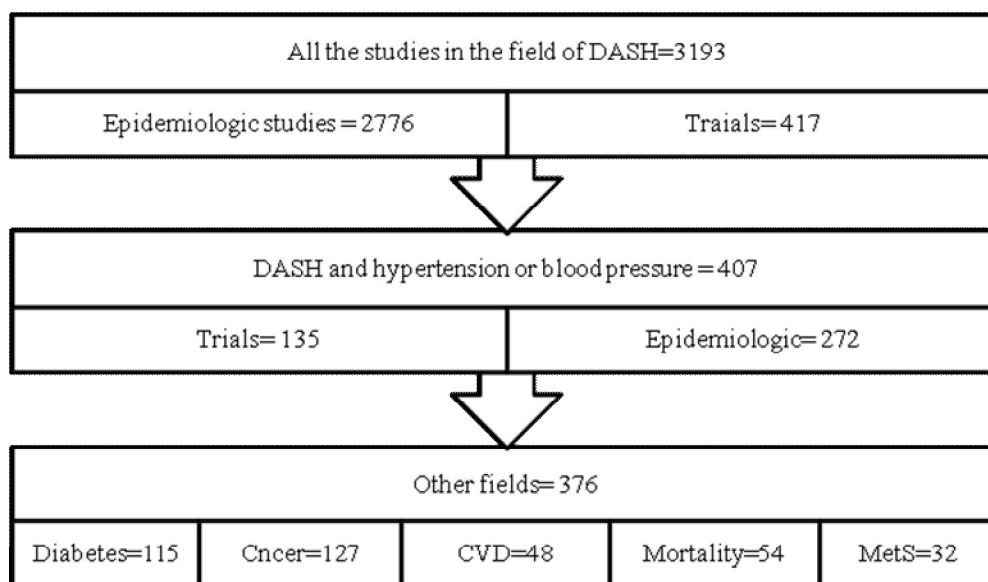 All the studies in the field of DASH=3193
Epidemiologic studies = 2776
Traials=417
DASH and hypertension or blood pressure = 407
Trials= 135
Epidemiologic= 272
Other fields= 376
Diabetes=115
Cncer=127
CVD=48
Mortality=54
MetS=32